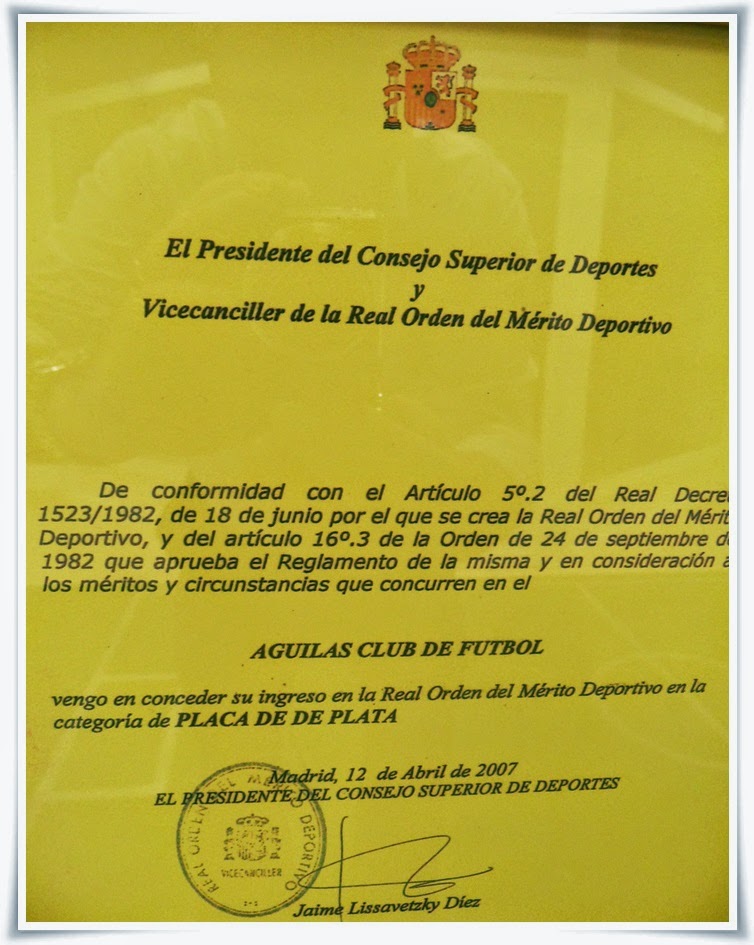 El Presidente del Consejo Superior de Deportes
y
Vicecanciller de la Real Orden del Mérito Deportivo
De conformidad con el Artículo 5º.2 del Real Decre
1523/1982, de 18 de junio por el que se crea la Real Orden del Mérit
Deportivo, y del artículo 16º.3 de la Orden de 24 de septiembre d
1982 que aprueba el Reglamento de la misma y en consideración a
los méritos y circunstancias que concurren en el
AGUILAS CLUB DE FUTBOL
vengo en conceder su ingreso en la Real Orden del Mérito Deportivo en la
categoría de PLACA DE DE PLATA
Madrid, 12 de Abril de 2007
EL PRESIDENTE DEL CONSEJO SUPERIOR DE DEPORTES
REAL ORDEN DEL MERITO DEPORTIVO
VICECANCILLER
Jaime Lissavetzky Díez